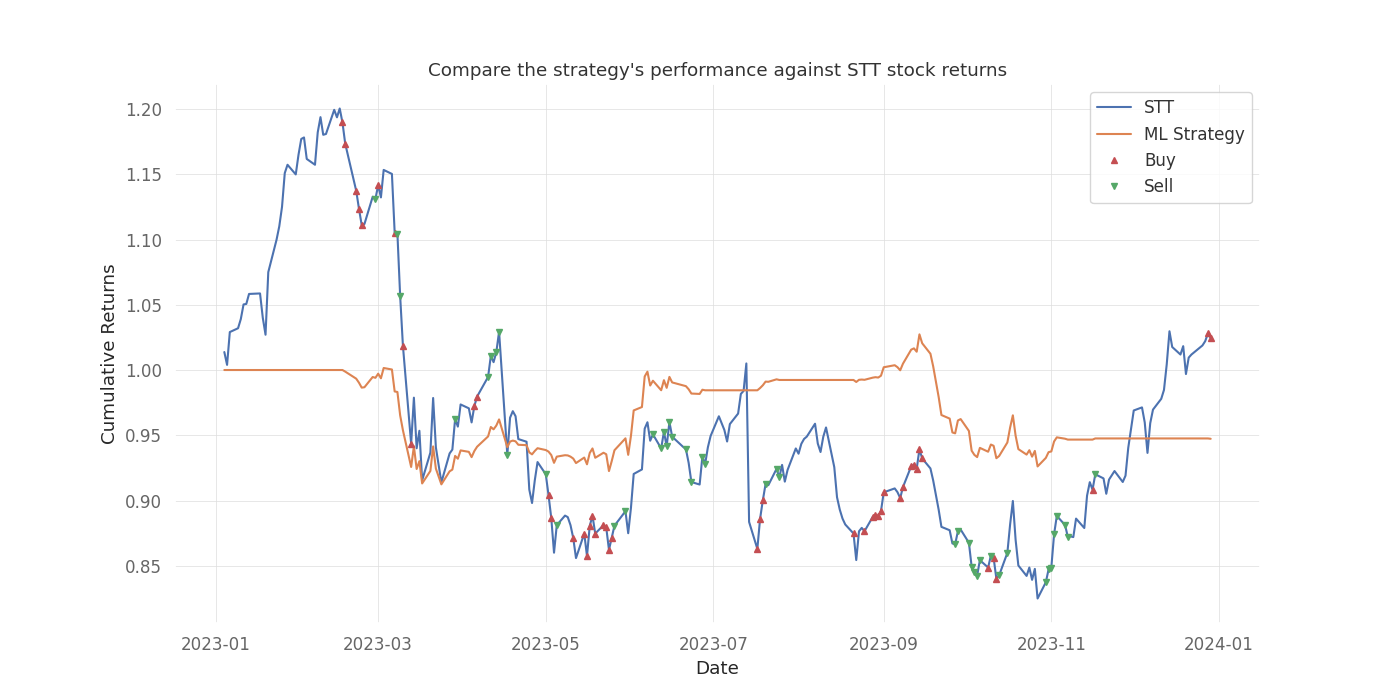 Compare the strategy's performance against STT stock returns
STT
ML Strategy
Buy
Sell
Cumulative Returns
1.20
1.15
1.10
1.05
1.00
0.95
0.90
0.85
2023-01
2023-03
2023-05
2023-07
2023-09
2023-11
2024-01
Date